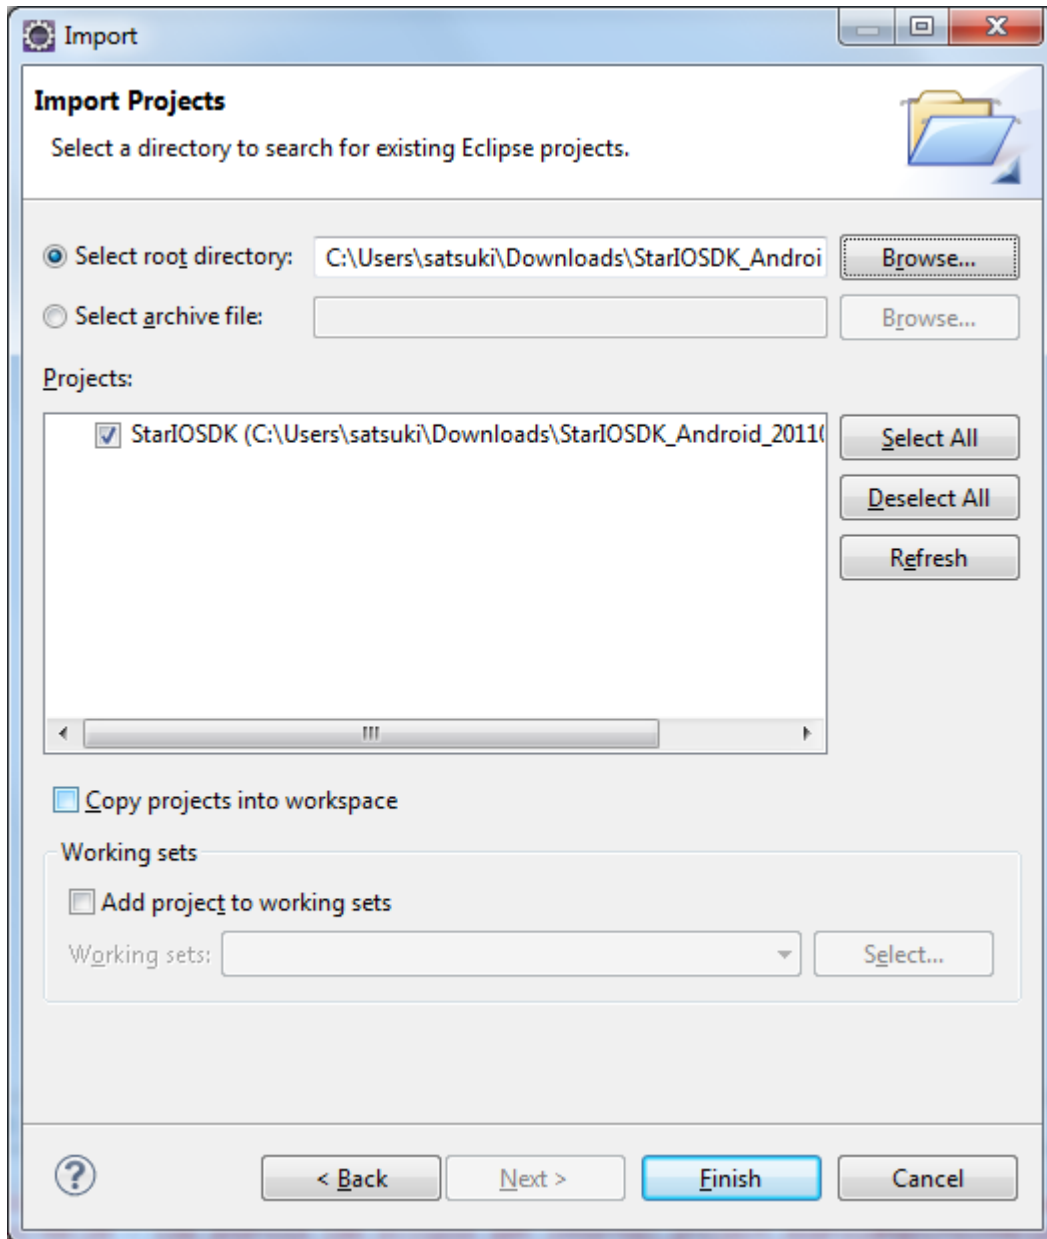 Import
Import Projects
Select a directory to search for existing Eclipse projects.
Select root directory: C:\Users\satsuki\Downloads\StarIOSDK_Androi Browse...
Select archive file: Browse...
Projects:
StarIOSDK (C:\Users\satsuki\Downloads\StarIOSDK_Android_2011(
Select All
Deselect All
Refresh
Copy projects into workspace
Working sets
Add project to working sets
Working sets: Select...
< Back Next > Finish Cancel